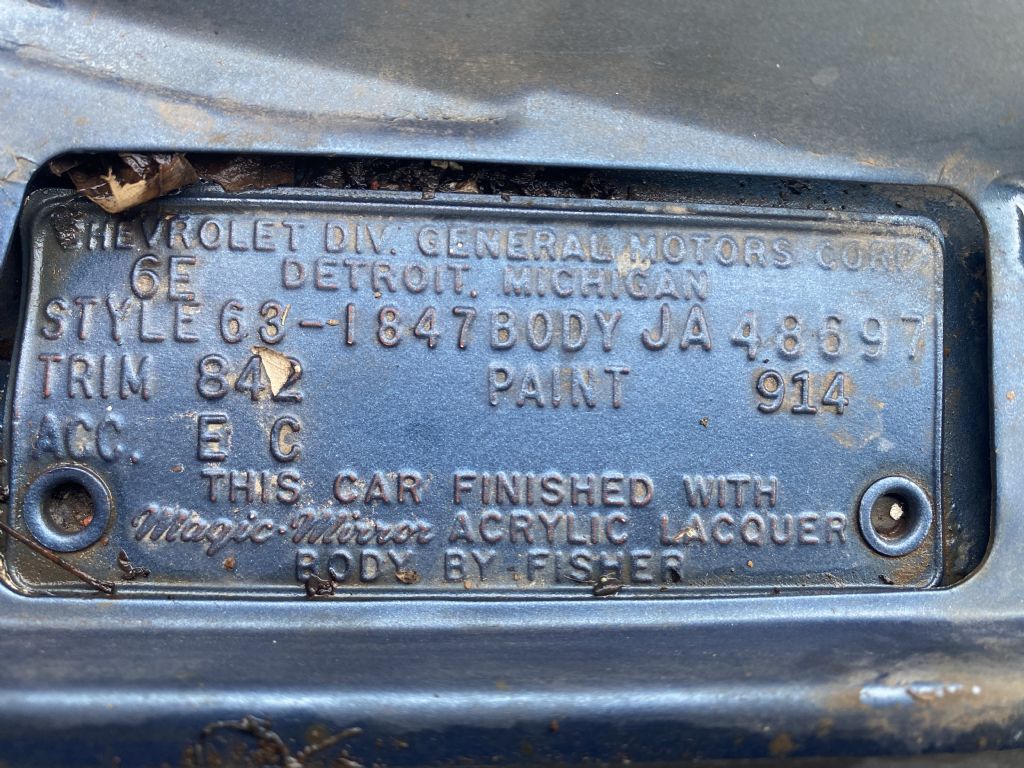 CHEVROLET DIV. GENERAL MOTORS CORP.
6E DETROIT, MICHIGAN
STYLE 63-1847 BODY JA 48697
TRIM 842 PAINT 914
ACC. E C
THIS CAR FINISHED WITH
Magic-Mirror ACRYLIC LACQUER
BODY BY FISHER